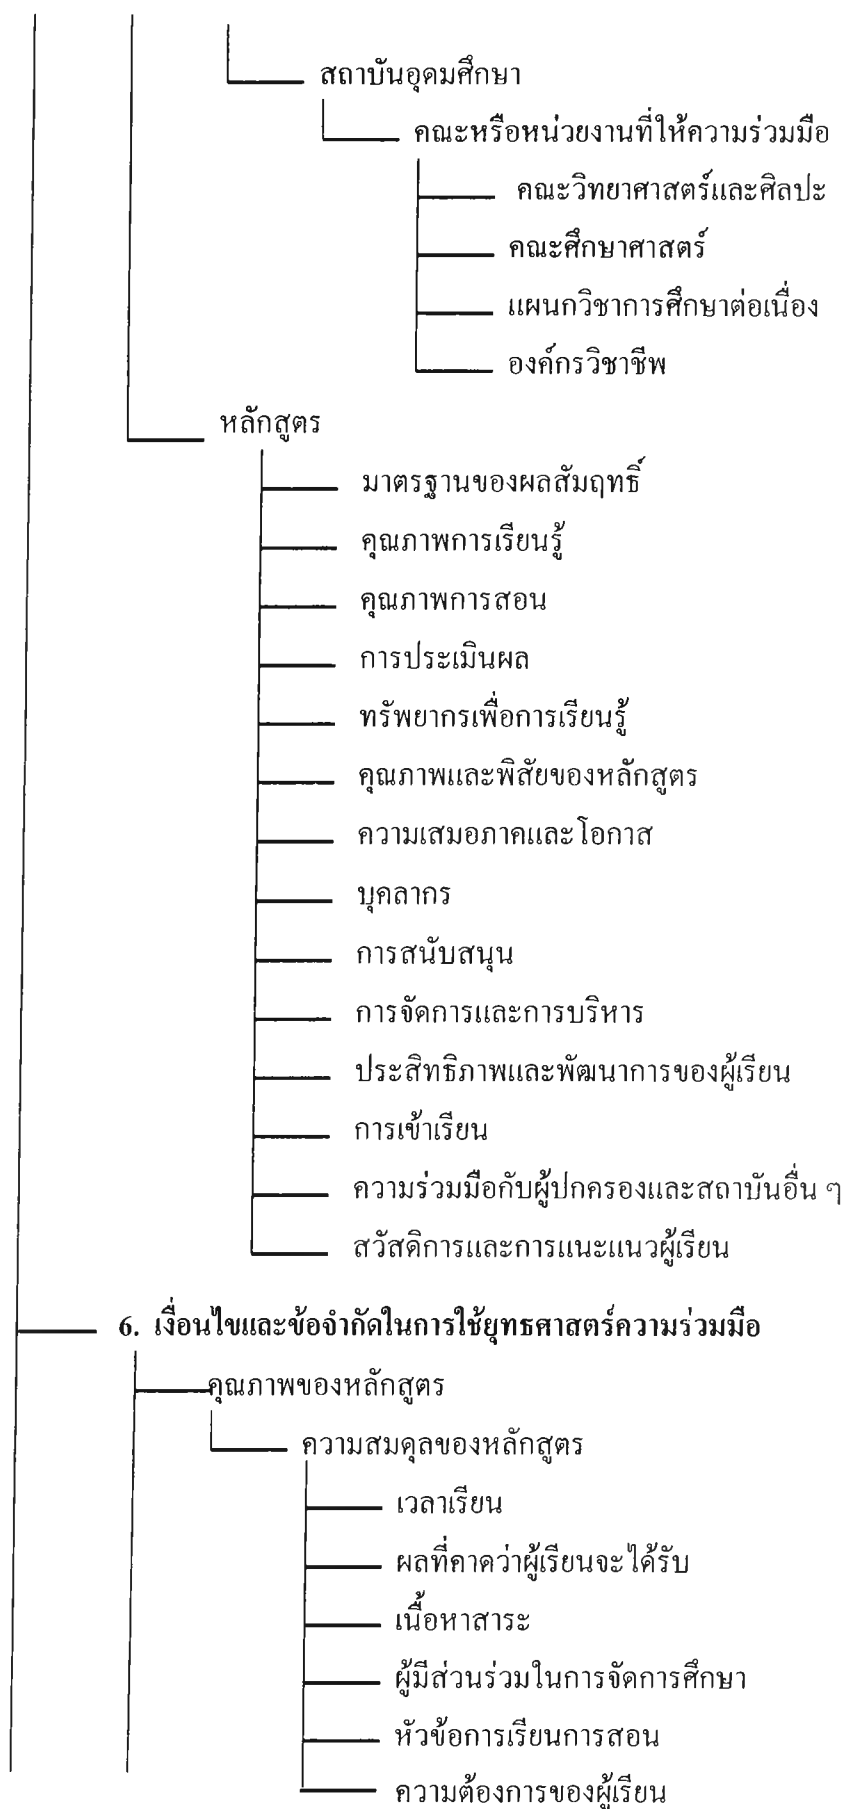 สถาบันอุดมศึกษา
คณะหรือหน่วยงานที่ให้ความร่วมมือ
คณะวิทยาศาสตร์และศิลปะ
คณะศึกษาศาสตร์
แผนกวิชาการศึกษาต่อเนื่อง
องค์กรวิชาชีพ
หลักสูตร
มาตรฐานของผลสัมฤทธิ์
คุณภาพการเรียนรู้
คุณภาพการสอน
การประเมินผล
ทรัพยากรเพื่อการเรียนรู้
คุณภาพและพิสัยของหลักสูตร
ความเสมอภาคและโอกาส
บุคลากร
การสนับสนุน
การจัดการและการบริหาร
ประสิทธิภาพและพัฒนาการของผู้เรียน
การเข้าเรียน
ความร่วมมือกับผู้ปกครองและสถาบันอื่น ๆ
สวัสดิการและการแนะแนวผู้เรียน
6. เงื่อนไขและข้อจำกัดในการใช้ยุทธศาสตร์ความร่วมมือ
คุณภาพของหลักสูตร
ความสมดุลของหลักสูตร
เวลาเรียน
ผลที่คาดว่าผู้เรียนจะได้รับ
เนื้อหาสาระ
ผู้มีส่วนร่วมในการจัดการศึกษา
หัวข้อการเรียนการสอน
ความต้องการของผู้เรียน